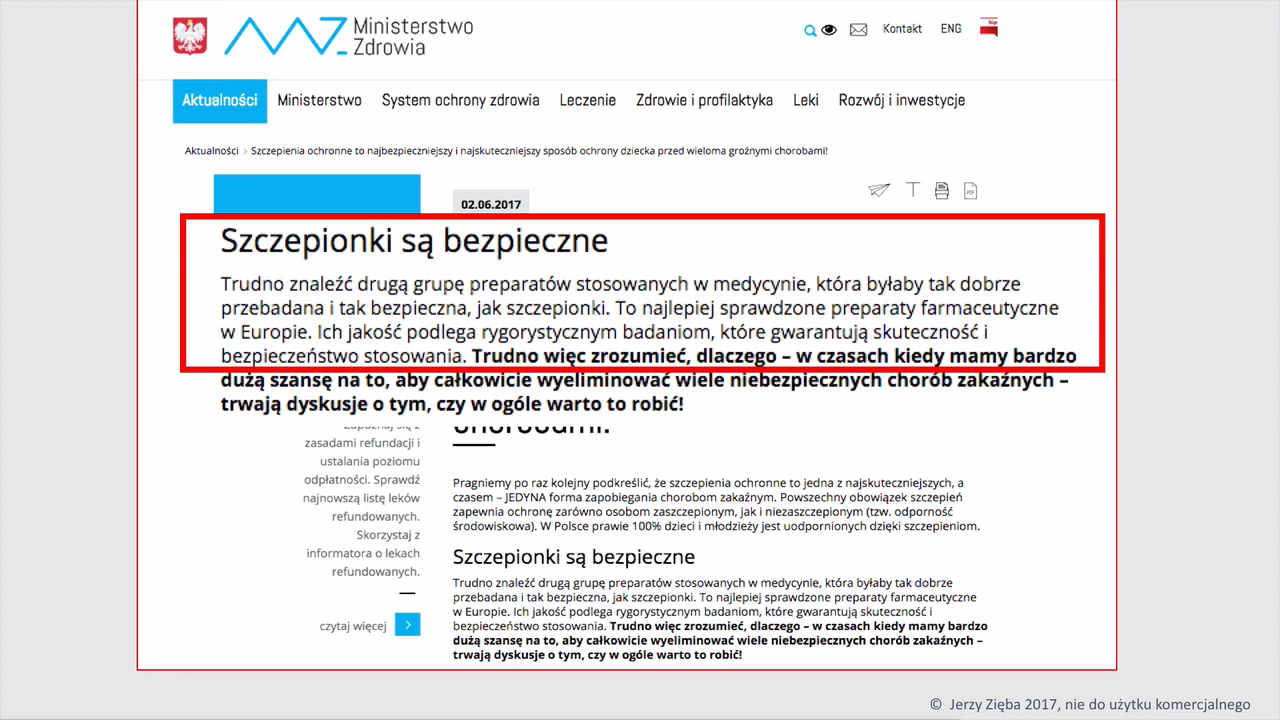 Ministerstwo
Zdrowia
Kontakt
ENG
bip
Aktualności
Ministerstwo
System ochrony zdrowia
Leczenie
Zdrowie i profilaktyka
Leki
Rozwój i inwestycje
Aktualności > Szczepienia ochronne to najbezpieczniejszy i najskuteczniejszy sposób ochrony dziecka przed wieloma groźnymi chorobami!
02.06.2017
PDF
Szczepionki są bezpieczne
Trudno znaleźć drugą grupę preparatów stosowanych w medycynie, która byłaby tak dobrze
przebadana i tak bezpieczna, jak szczepionki. To najlepiej sprawdzone preparaty farmaceutyczne
w Europie. Ich jakość podlega rygorystycznym badaniom, które gwarantują skuteczność i
bezpieczeństwo stosowania. Trudno więc zrozumieć, dlaczego – w czasach kiedy mamy bardzo
dużą szansę na to, aby całkowicie wyeliminować wiele niebezpiecznych chorób zakaźnych –
trwają dyskusje o tym, czy w ogóle warto to robić!
Zapoznaj się z
zasadami refundacji i
ustalania poziomu
odpłatności. Sprawdź
najnowszą listę leków
refundowanych.
Skorzystaj z
informatora o lekach
refundowanych.
czytaj więcej
chorobami!
Pragniemy po raz kolejny podkreślić, że szczepienia ochronne to jedna z najskuteczniejszych, a
czasem – JEDYNA forma zapobiegania chorobom zakaźnym. Powszechny obowiązek szczepień
zapewnia ochronę zarówno osobom zaszczepionym, jak i niezaszczepionym (tzw. odporność
środowiskowa). W Polsce prawie 100% dzieci i młodzieży jest uodpornionych dzięki szczepieniom.
Szczepionki są bezpieczne
Trudno znaleźć drugą grupę preparatów stosowanych w medycynie, która byłaby tak dobrze
przebadana i tak bezpieczna, jak szczepionki. To najlepiej sprawdzone preparaty farmaceutyczne
w Europie. Ich jakość podlega rygorystycznym badaniom, które gwarantują skuteczność i
bezpieczeństwo stosowania. Trudno więc zrozumieć, dlaczego – w czasach kiedy mamy bardzo
dużą szansę na to, aby całkowicie wyeliminować wiele niebezpiecznych chorób zakaźnych –
trwają dyskusje o tym, czy w ogóle warto to robić!
© Jerzy Zięba 2017, nie do użytku komercjalnego